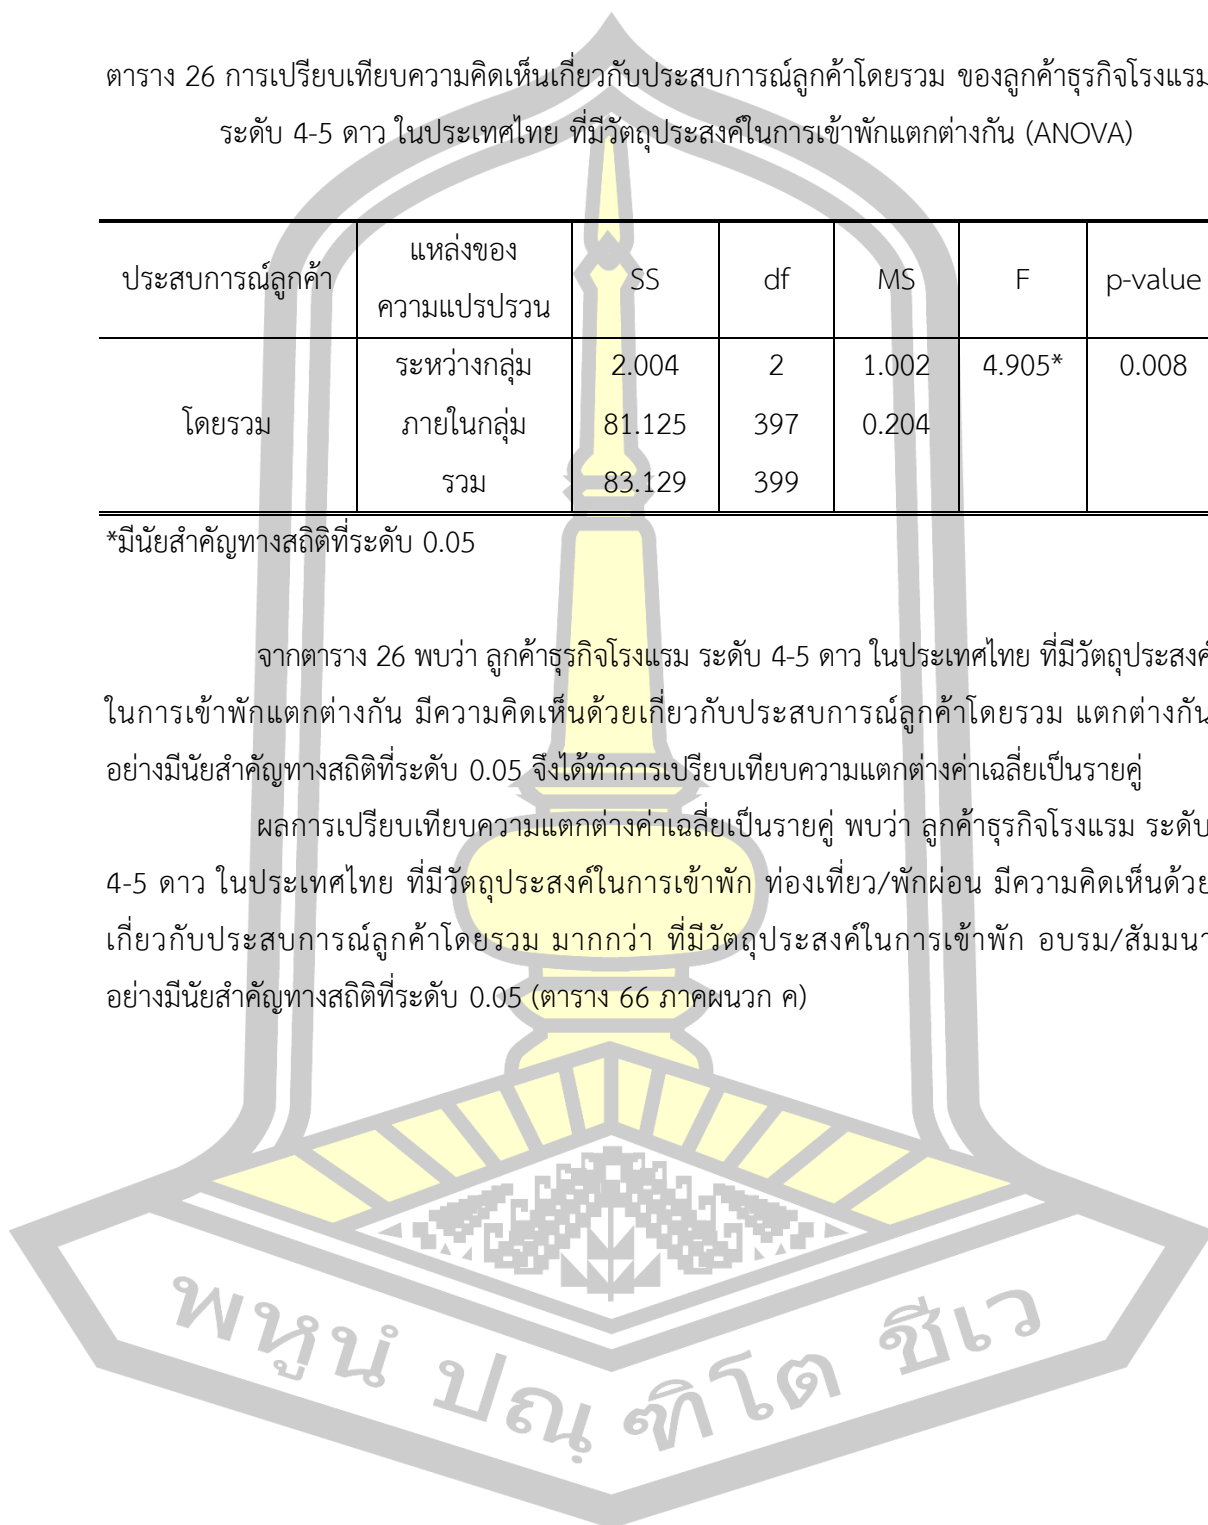 ตาราง 26 การเปรียบเทียบความคิดเห็นเกี่ยวกับประสบการณ์ลูกค้าโดยรวม ของลูกค้าธุรกิจโรงแรม
ระดับ 4-5 ดาว ในประเทศไทย ที่มีวัตถุประสงค์ในการเข้าพักแตกต่างกัน (ANOVA)
ประสบการณ์ลูกค้า แหล่งของ SS df MS F p-value
ความแปรปรวน
ระหว่างกลุ่ม 2.004 2 1.002 4.905* 0.008
โดยรวม ภายในกลุ่ม 81.125 397 0.204
รวม 83.129 399
*มีนัยสำคัญทางสถิติที่ระดับ 0.05
จากตาราง 26 พบว่า ลูกค้าธุรกิจโรงแรม ระดับ 4-5 ดาว ในประเทศไทย ที่มีวัตถุประสงค์
ในการเข้าพักแตกต่างกัน มีความคิดเห็นด้วยเกี่ยวกับประสบการณ์ลูกค้าโดยรวม แตกต่างกัน
อย่างมีนัยสำคัญทางสถิติที่ระดับ 0.05 จึงได้ทำการเปรียบเทียบความแตกต่างค่าเฉลี่ยเป็นรายคู่
ผลการเปรียบเทียบความแตกต่างค่าเฉลี่ยเป็นรายคู่ พบว่า ลูกค้าธุรกิจโรงแรม ระดับ
4-5 ดาว ในประเทศไทย ที่มีวัตถุประสงค์ในการเข้าพัก ท่องเที่ยว/พักผ่อน มีความคิดเห็นด้วย
เกี่ยวกับประสบการณ์ลูกค้าโดยรวม มากกว่า ที่มีวัตถุประสงค์ในการเข้าพัก อบรม/สัมมนา
อย่างมีนัยสำคัญทางสถิติที่ระดับ 0.05 (ตาราง 66 ภาคผนวก ค)
พหูนํ ปณฺฑิโต ชีเว